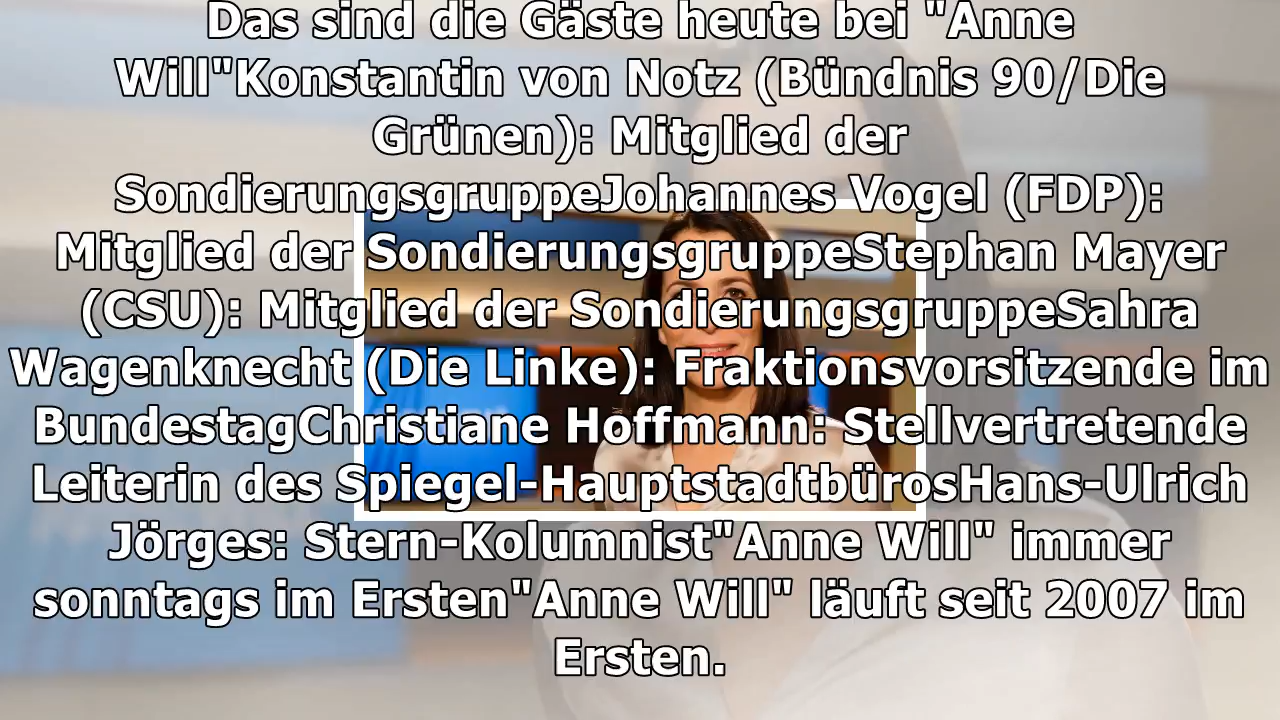 Das sind die Gäste heute bei "Anne
Will"Konstantin von Notz (Bündnis 90/Die
Grünen): Mitglied der
SondierungsgruppeJohannes Vogel (FDP):
Mitglied der SondierungsgruppeStephan Mayer
(CSU): Mitglied der SondierungsgruppeSahra
Wagenknecht (Die Linke): Fraktionsvorsitzende im
BundestagChristiane Hoffmann: Stellvertretende
Leiterin des Spiegel-HauptstadtbürosHans-Ulrich
Jörges: Stern-Kolumnist"Anne Will" immer
sonntags im Ersten"Anne Will" läuft seit 2007 im
Ersten.